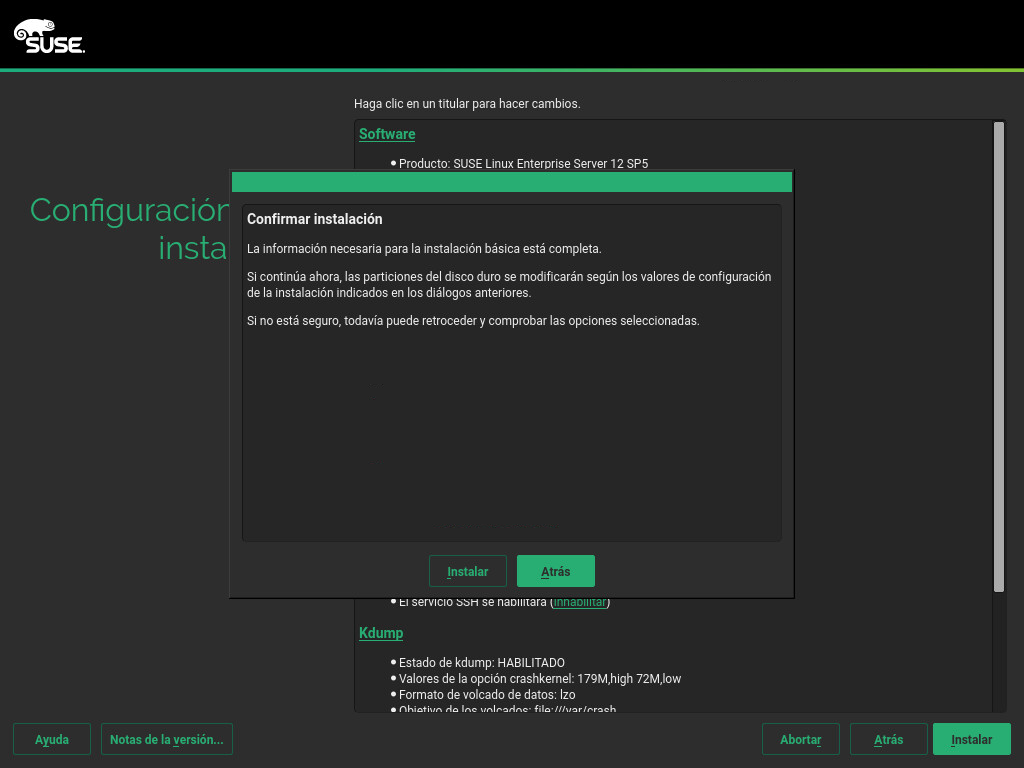 SUSE.
Haga clic en un titular para hacer cambios.
Software
Producto: SUSE Linux Enterprise Server 12 SP5
Configuración
insta
Confirmar instalación
La información necesaria para la instalación básica está completa.
Si continúa ahora, las particiones del disco duro se modificarán según los valores de configuración
de la instalación indicados en los diálogos anteriores.
Si no está seguro, todavía puede retroceder y comprobar las opciones seleccionadas.
Instalar Atrás
El servicio SSH se habilitará (inhabilitar)
Kdump
Estado de kdump: HABILITADO
Valores de la opción crashkernel: 179M,high 72M,low
Formato de volcado de datos: lzo
Objetivo de los volcados: file:///var/crash
Ayuda Notas de la versión... Abortar Atrás Instalar